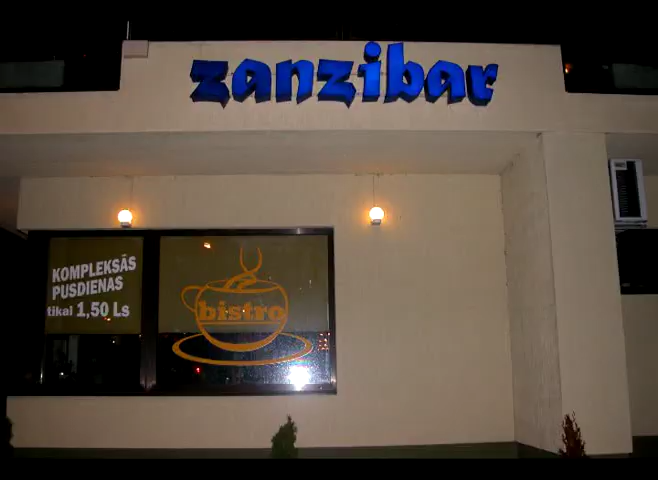 zanzibar
KOMPLEKSĀS
PUSDIENAS
tikai 1,50 Ls
bistro